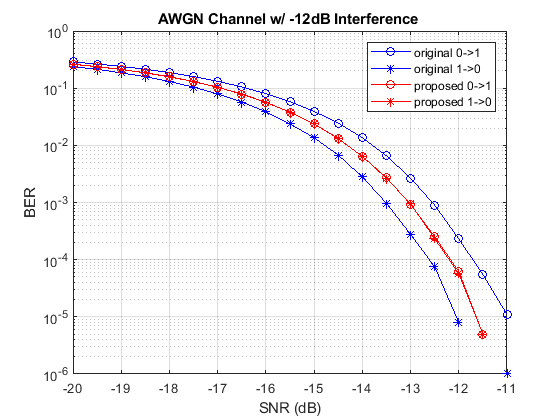 AWGN Channel w/ -12dB Interference
original 0->1
original 1->0
proposed 0->1
proposed 1->0
10^0
10^-1
10^-2
10^-3
10^-4
10^-5
10^-6
BER
-20 -19 -18 -17 -16 -15 -14 -13 -12 -11
SNR (dB)